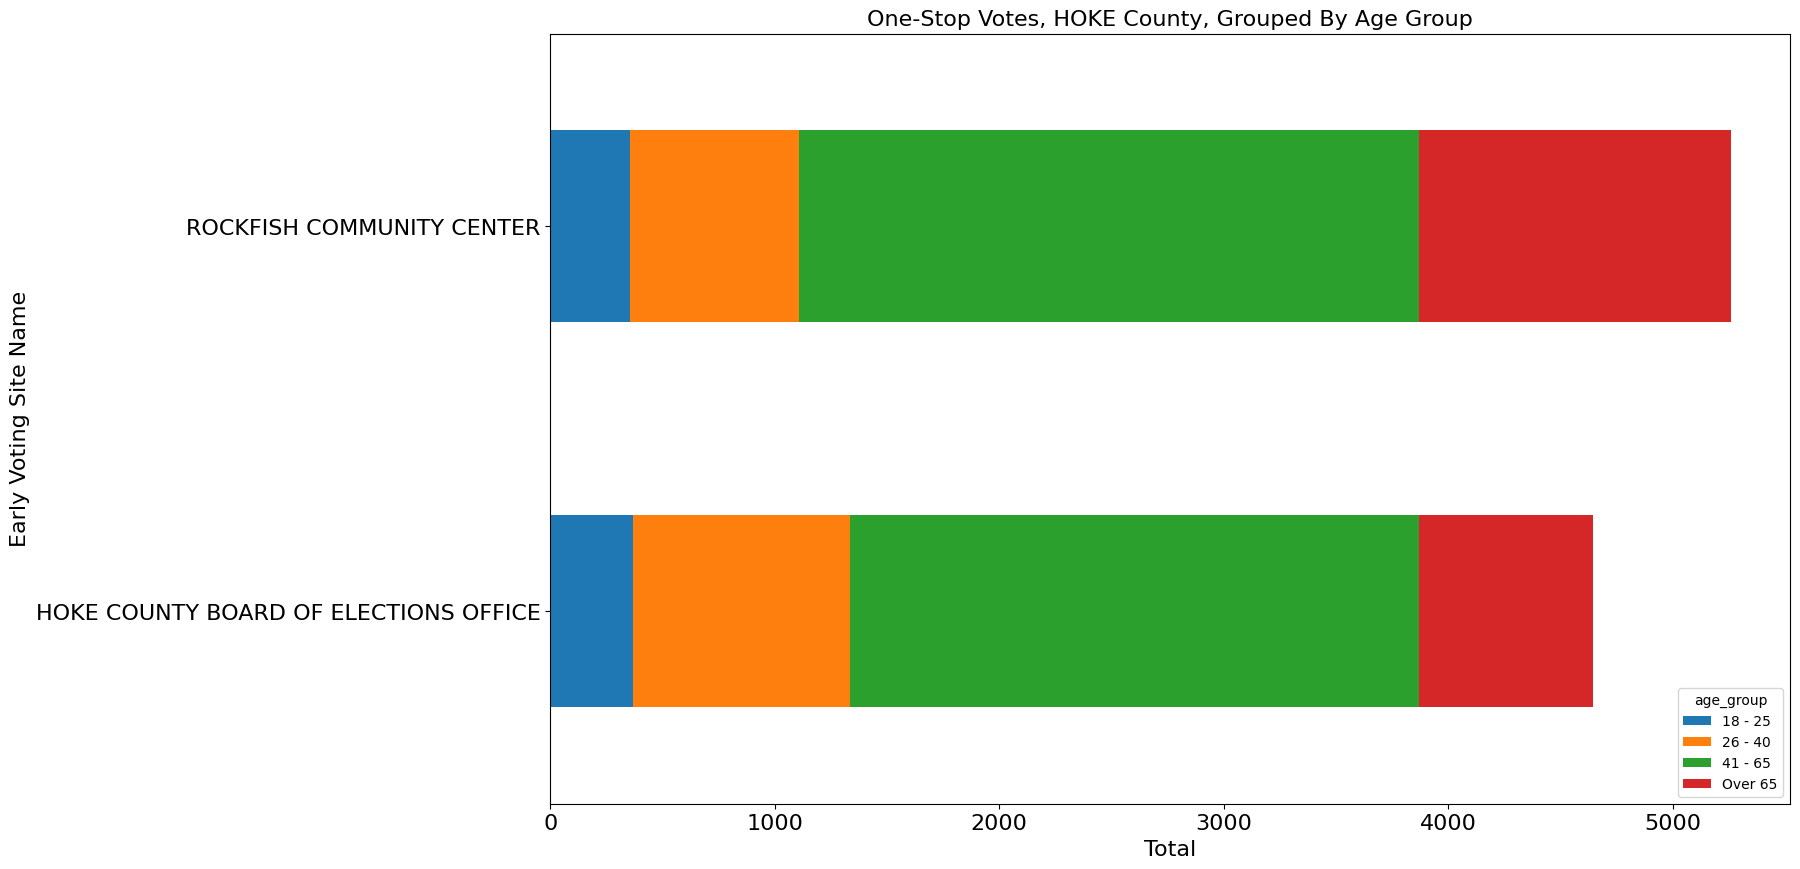 One-Stop Votes, HOKE County, Grouped By Age Group
Early Voting Site Name
ROCKFISH COMMUNITY CENTER
HOKE COUNTY BOARD OF ELECTIONS OFFICE
age_group
18 - 25
26 - 40
41 - 65
Over 65
0 1000 2000 3000 4000 5000
Total